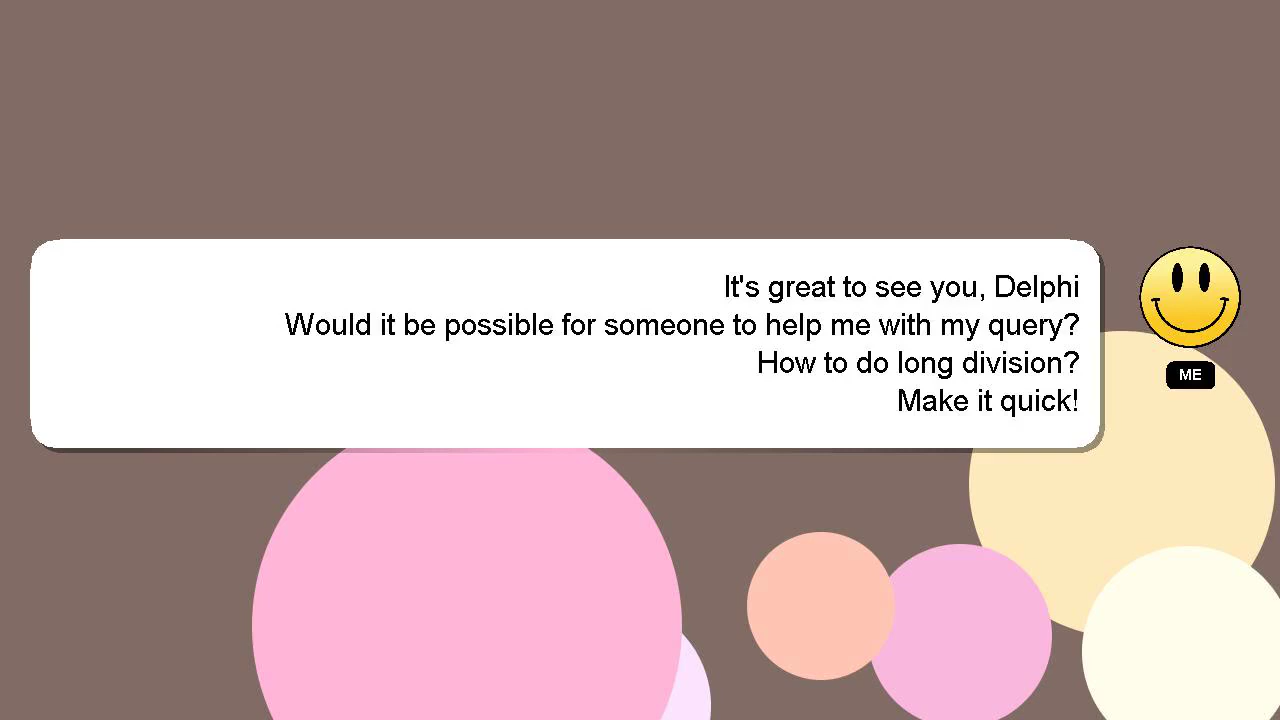 It's great to see you, Delphi
Would it be possible for someone to help me with my query?
How to do long division?
Make it quick!
ME